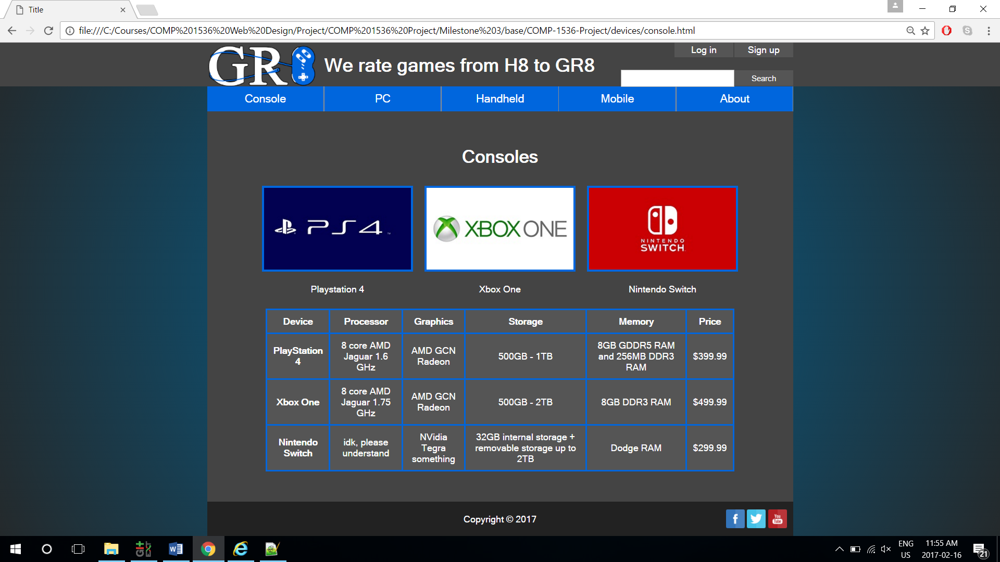 Title
file:///C:/Courses/COMP%201536%20Web%20Design/Project/COMP%201536%20Project/Milestone%203/base/COMP-1536-Project/devices/console.html
GR8
We rate games from H8 to GR8
Log in
Sign up
Search
Console
PC
Handheld
Mobile
About
Consoles
PS4
XBOX ONE
NINTENDO
SWITCH
Playstation 4
Xbox One
Nintendo Switch
Device
Processor
Graphics
Storage
Memory
Price
PlayStation
4
8 core AMD
Jaguar 1.6
GHz
AMD GCN
Radeon
500GB - 1TB
8GB GDDR5 RAM
and 256MB DDR3
RAM
$399.99
Xbox One
8 core AMD
Jaguar 1.75
GHz
AMD GCN
Radeon
500GB - 2TB
8GB DDR3 RAM
$499.99
Nintendo
Switch
idk, please
understand
NVidia
Tegra
something
32GB internal storage +
removable storage up to
2TB
Dodge RAM
$299.99
Copyright © 2017
f
You
Tube
ENG
US
11:55 AM
2017-02-16
21